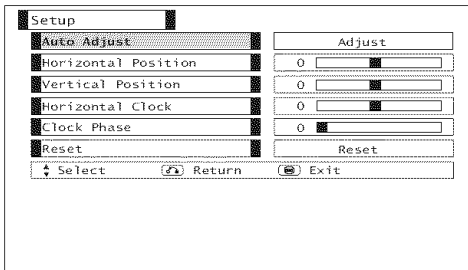 Setup
Auto Adjust Adjust
Horizontal Position 0
Vertical Position 0
Horizontal Clock 0
Clock Phase 0
Reset Reset
Select Return Exit